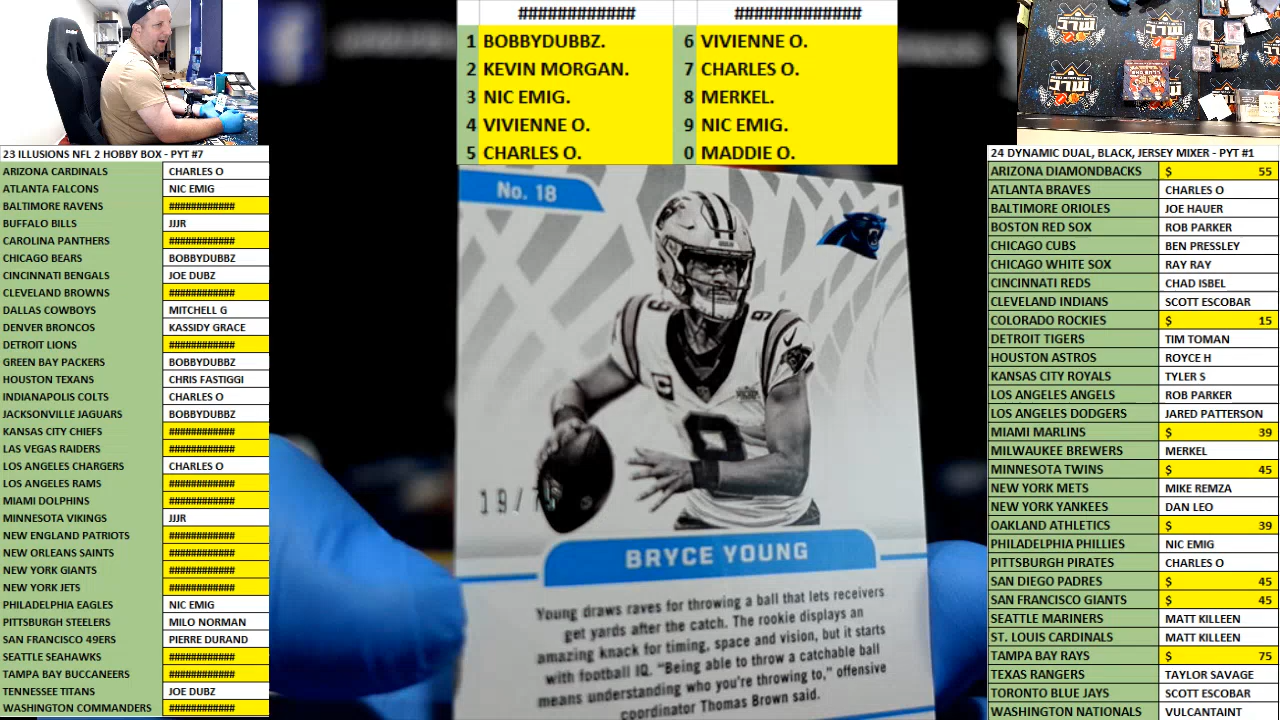 ############ ############
1 BOBBYDUBBZ. 6 VIVIENNE O.
2 KEVIN MORGAN. 7 CHARLES O.
3 NIC EMIG. 8 MERKEL.
4 VIVIENNE O. 9 NIC EMIG.
5 CHARLES O. 0 MADDIE O.
23 ILLUSIONS NFL 2 HOBBY BOX - PYT #7
ARIZONA CARDINALS CHARLES O
ATLANTA FALCONS NIC EMIG
BALTIMORE RAVENS ############
BUFFALO BILLS JJJR
CAROLINA PANTHERS ############
CHICAGO BEARS BOBBYDUBBZ
CINCINNATI BENGALS JOE DUBZ
CLEVELAND BROWNS ############
DALLAS COWBOYS MITCHELL G
DENVER BRONCOS KASSIDY GRACE
DETROIT LIONS ############
GREEN BAY PACKERS BOBBYDUBBZ
HOUSTON TEXANS CHRIS FASTIGGI
INDIANAPOLIS COLTS CHARLES O
JACKSONVILLE JAGUARS BOBBYDUBBZ
KANSAS CITY CHIEFS ############
LAS VEGAS RAIDERS ############
LOS ANGELES CHARGERS CHARLES O
LOS ANGELES RAMS ############
MIAMI DOLPHINS ############
MINNESOTA VIKINGS JJJR
NEW ENGLAND PATRIOTS ############
NEW ORLEANS SAINTS ############
NEW YORK GIANTS ############
NEW YORK JETS ############
PHILADELPHIA EAGLES NIC EMIG
PITTSBURGH STEELERS MILO NORMAN
SAN FRANCISCO 49ERS PIERRE DURAND
SEATTLE SEAHAWKS ############
TAMPA BAY BUCCANEERS ############
TENNESSEE TITANS JOE DUBZ
WASHINGTON COMMANDERS ############
No. 18
9
C
9
19/75
BRYCE YOUNG
Young draws raves for throwing a ball that lets receivers
get yards after the catch. The rookie displays an
amazing knack for timing, space and vision, but it starts
with football IQ. "Being able to throw a catchable ball
means understanding who you're throwing to," offensive
coordinator Thomas Brown said.
24 DYNAMIC DUAL, BLACK, JERSEY MIXER - PYT #1
ARIZONA DIAMONDBACKS $ 55
ATLANTA BRAVES CHARLES O
BALTIMORE ORIOLES JOE HAUER
BOSTON RED SOX ROB PARKER
CHICAGO CUBS BEN PRESSLEY
CHICAGO WHITE SOX RAY RAY
CINCINNATI REDS CHAD ISBEL
CLEVELAND INDIANS SCOTT ESCOBAR
COLORADO ROCKIES $ 15
DETROIT TIGERS TIM TOMAN
HOUSTON ASTROS ROYCE H
KANSAS CITY ROYALS TYLER S
LOS ANGELES ANGELS ROB PARKER
LOS ANGELES DODGERS JARED PATTERSON
MIAMI MARLINS $ 39
MILWAUKEE BREWERS MERKEL
MINNESOTA TWINS $ 45
NEW YORK METS MIKE REMZA
NEW YORK YANKEES DAN LEO
OAKLAND ATHLETICS $ 39
PHILADELPHIA PHILLIES NIC EMIG
PITTSBURGH PIRATES CHARLES O
SAN DIEGO PADRES $ 45
SAN FRANCISCO GIANTS $ 45
SEATTLE MARINERS MATT KILLEEN
ST. LOUIS CARDINALS MATT KILLEEN
TAMPA BAY RAYS $ 75
TEXAS RANGERS TAYLOR SAVAGE
TORONTO BLUE JAYS SCOTT ESCOBAR
WASHINGTON NATIONALS VULCANTAINT